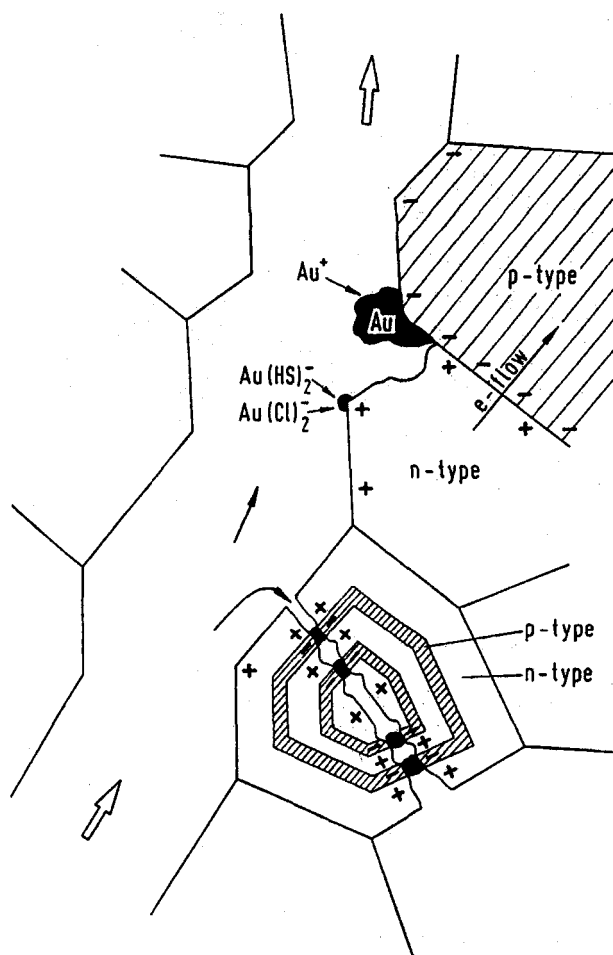 p-type
Au⁺
Au
e- flow
Au(HS)₂⁻
Au(Cl)₂⁻
n-type
p-type
n-type